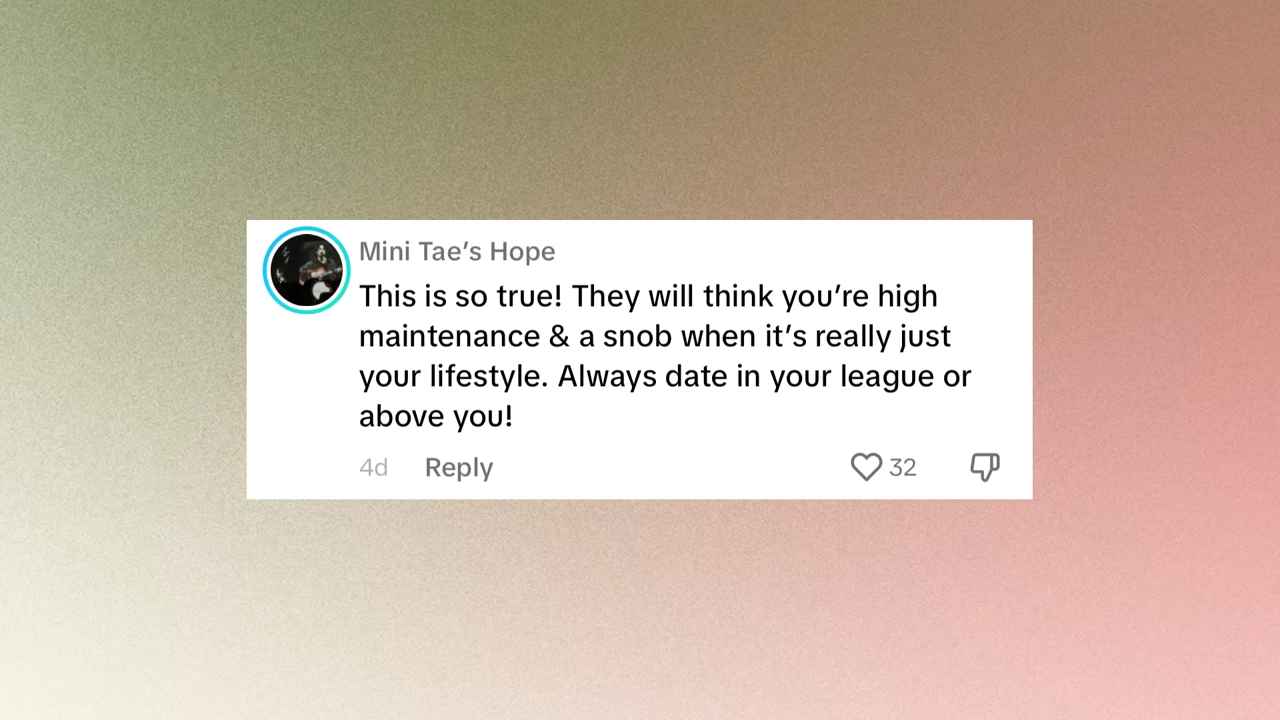 Mini Tae’s Hope
This is so true! They will think you’re high
maintenance & a snob when it’s really just
your lifestyle. Always date in your league or
above you!
4d Reply 32